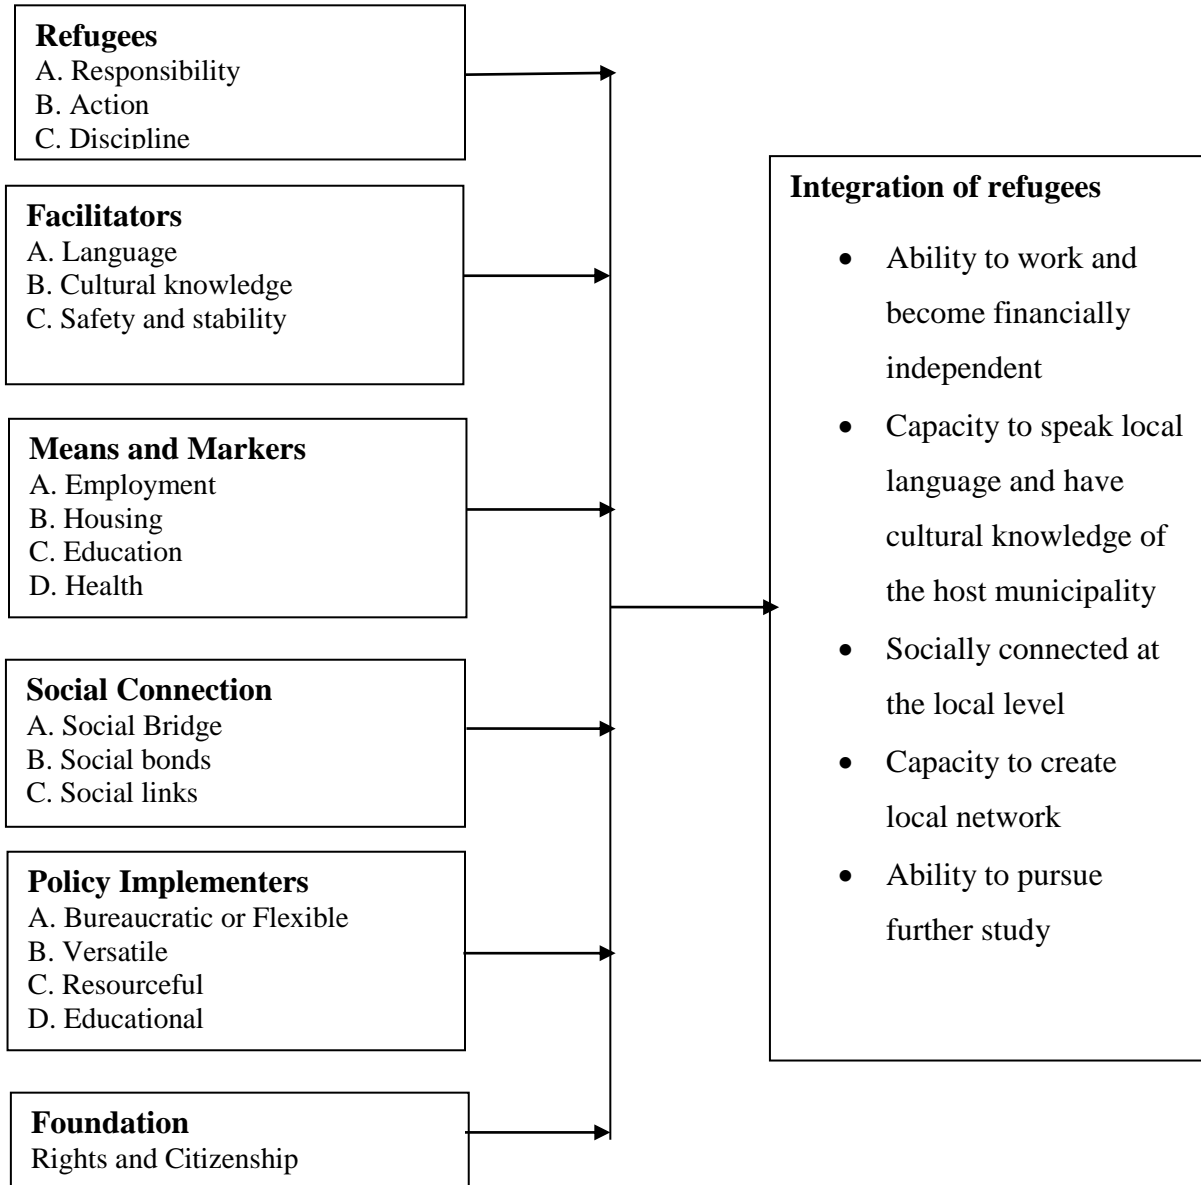 Refugees
A. Responsibility
B. Action
C. Discipline
Facilitators
A. Language
B. Cultural knowledge
C. Safety and stability
Means and Markers
A. Employment
B. Housing
C. Education
D. Health
Social Connection
A. Social Bridge
B. Social bonds
C. Social links
Policy Implementers
A. Bureaucratic or Flexible
B. Versatile
C. Resourceful
D. Educational
Foundation
Rights and Citizenship
Integration of refugees
• Ability to work and
become financially
independent
• Capacity to speak local
language and have
cultural knowledge of
the host municipality
• Socially connected at
the local level
• Capacity to create
local network
• Ability to pursue
further study